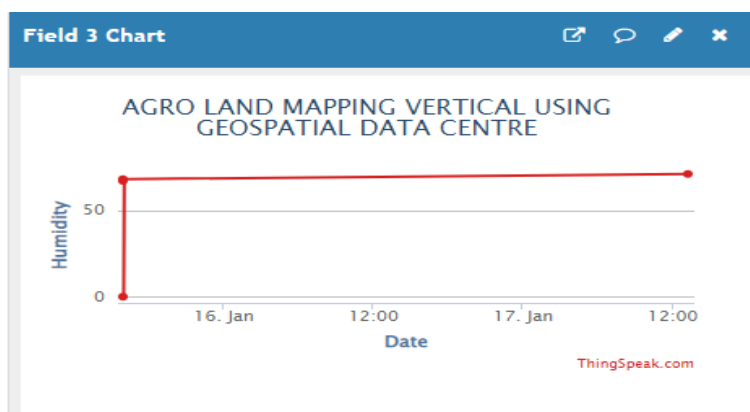 Field 3 Chart
AGRO LAND MAPPING VERTICAL USING
GEOSPATIAL DATA CENTRE
Humidity
50
0
16. Jan 12:00 17. Jan 12:00
Date
ThingSpeak.com